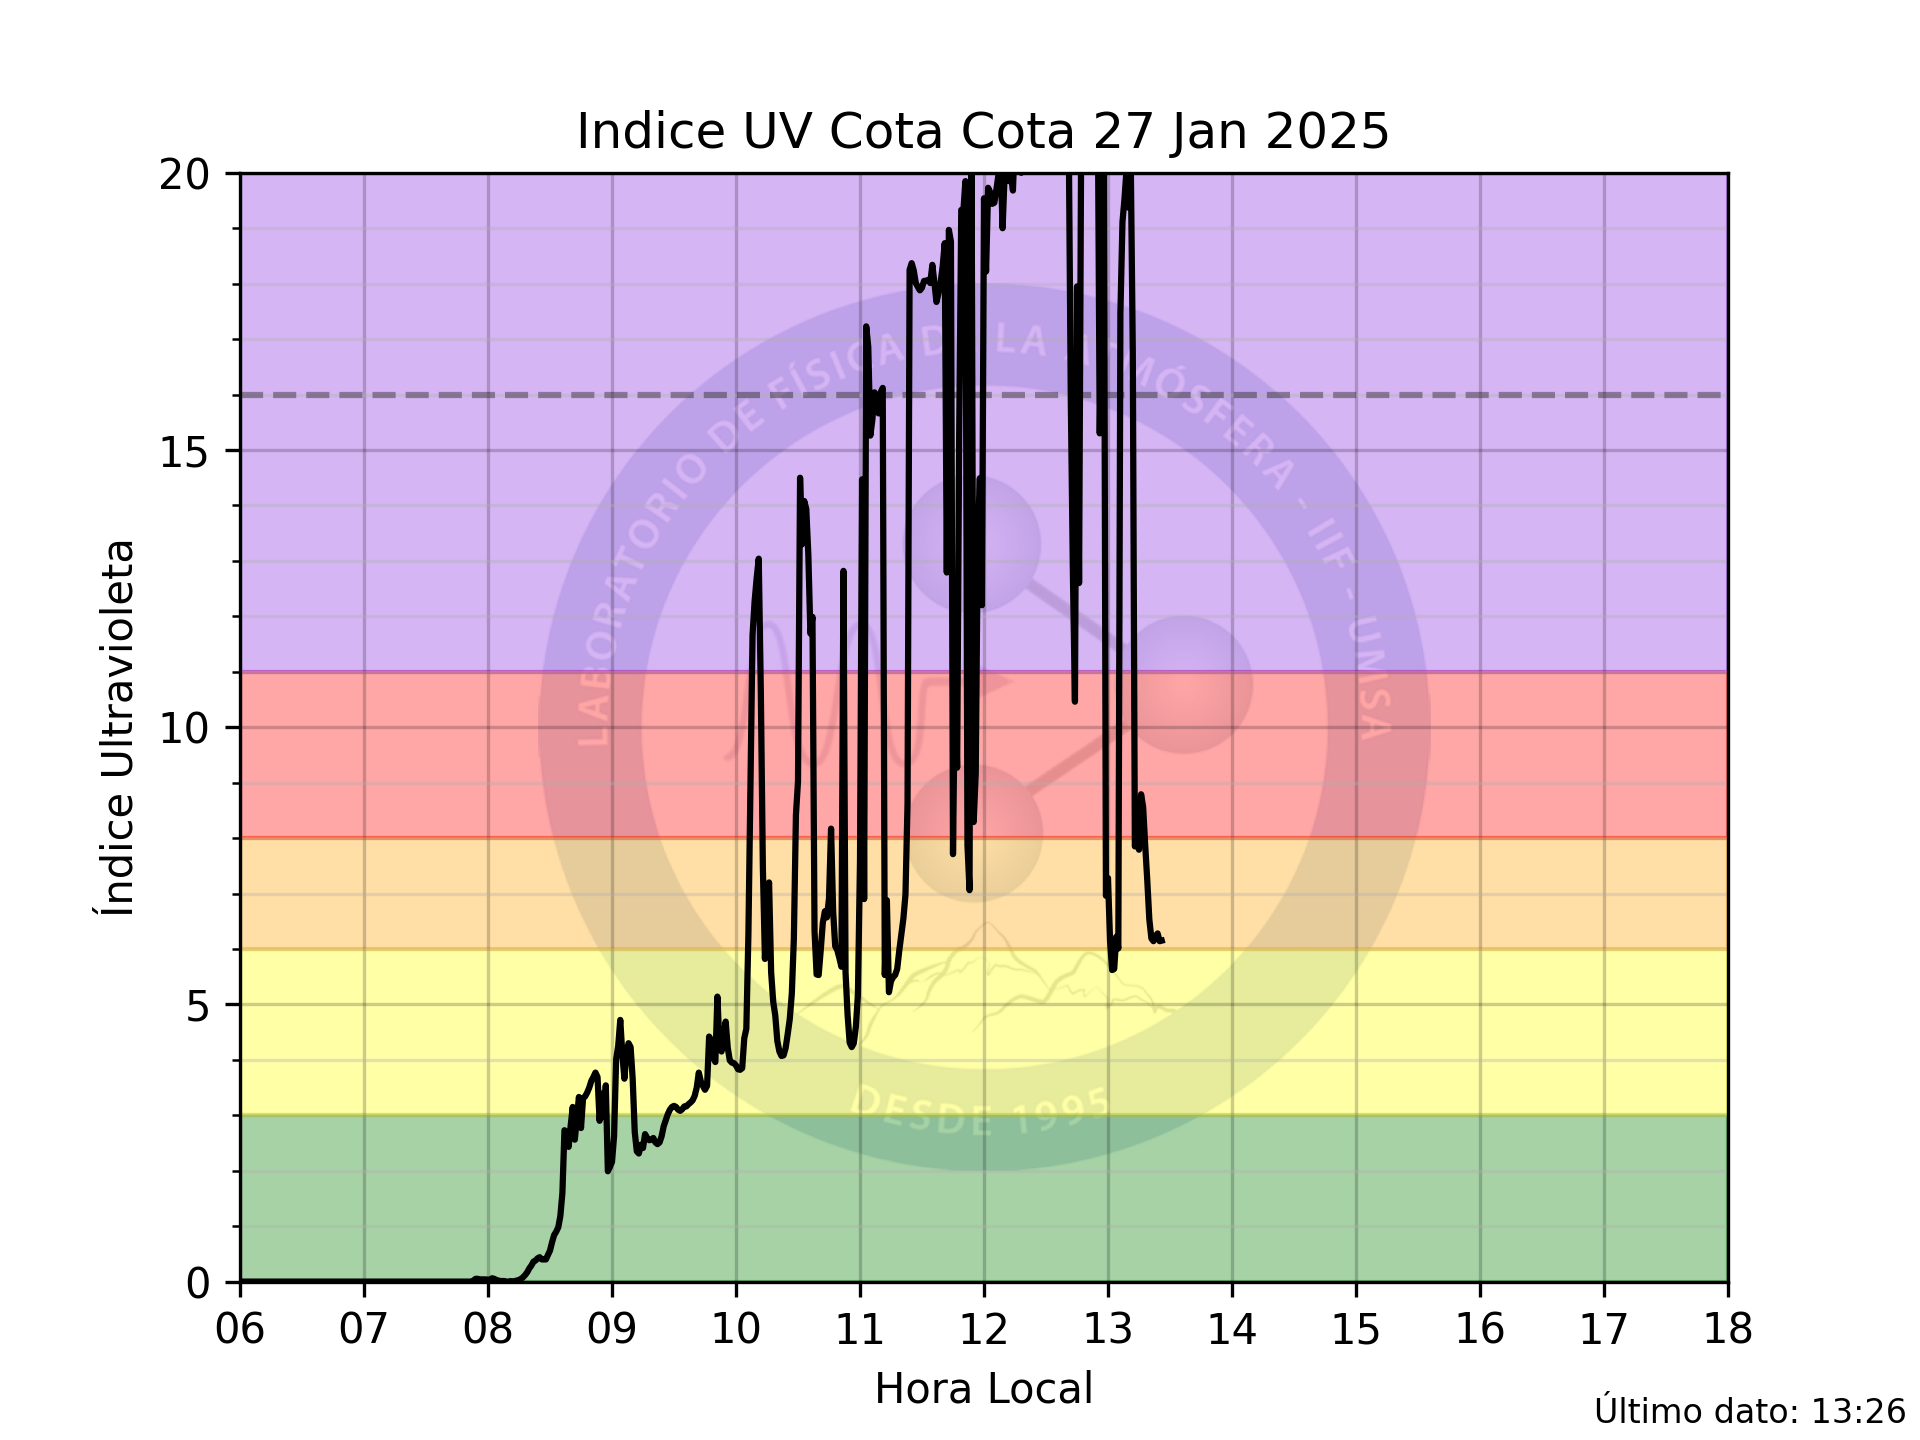 Indice UV Cota Cota 27 Jan 2025
20
15
10
5
0
Índice Ultravioleta
LABORATORIO DE FÍSICA DE LA ATMÓSFERA - IIF - UMSA
DESDE 1995
06 07 08 09 10 11 12 13 14 15 16 17 18
Hora Local
Último dato: 13:26